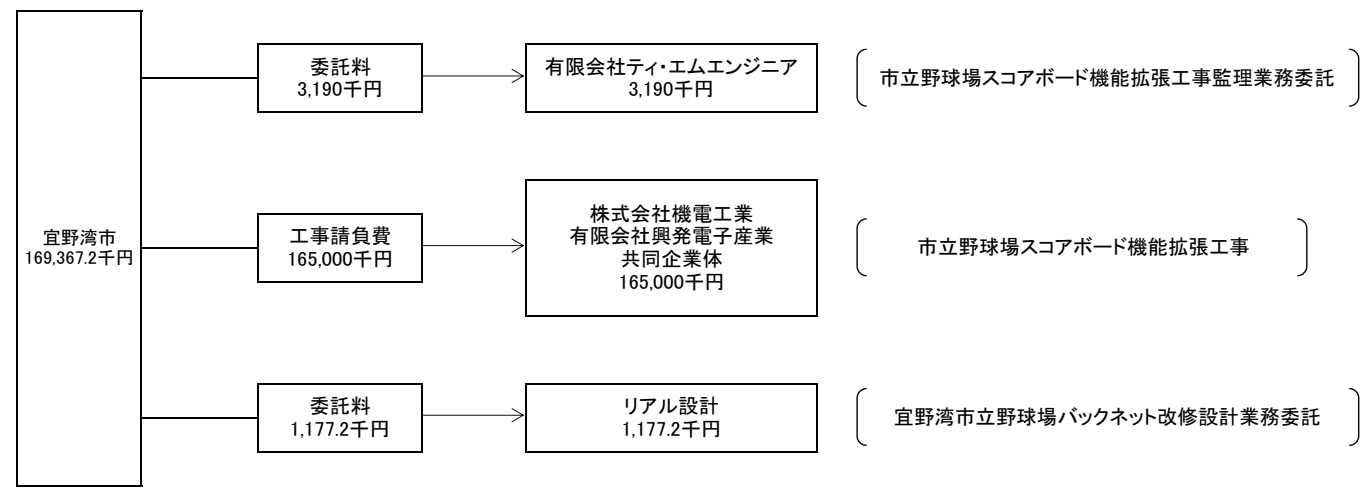 宜野湾市
169,367.2千円
委託料
3,190千円
有限会社ティ・エムエンジニア
3,190千円
市立野球場スコアボード機能拡張工事監理業務委託
工事請負費
165,000千円
株式会社機電工業
有限会社興発電子産業
共同企業体
165,000千円
市立野球場スコアボード機能拡張工事
委託料
1,177.2千円
リアル設計
1,177.2千円
宜野湾市立野球場バックネット改修設計業務委託